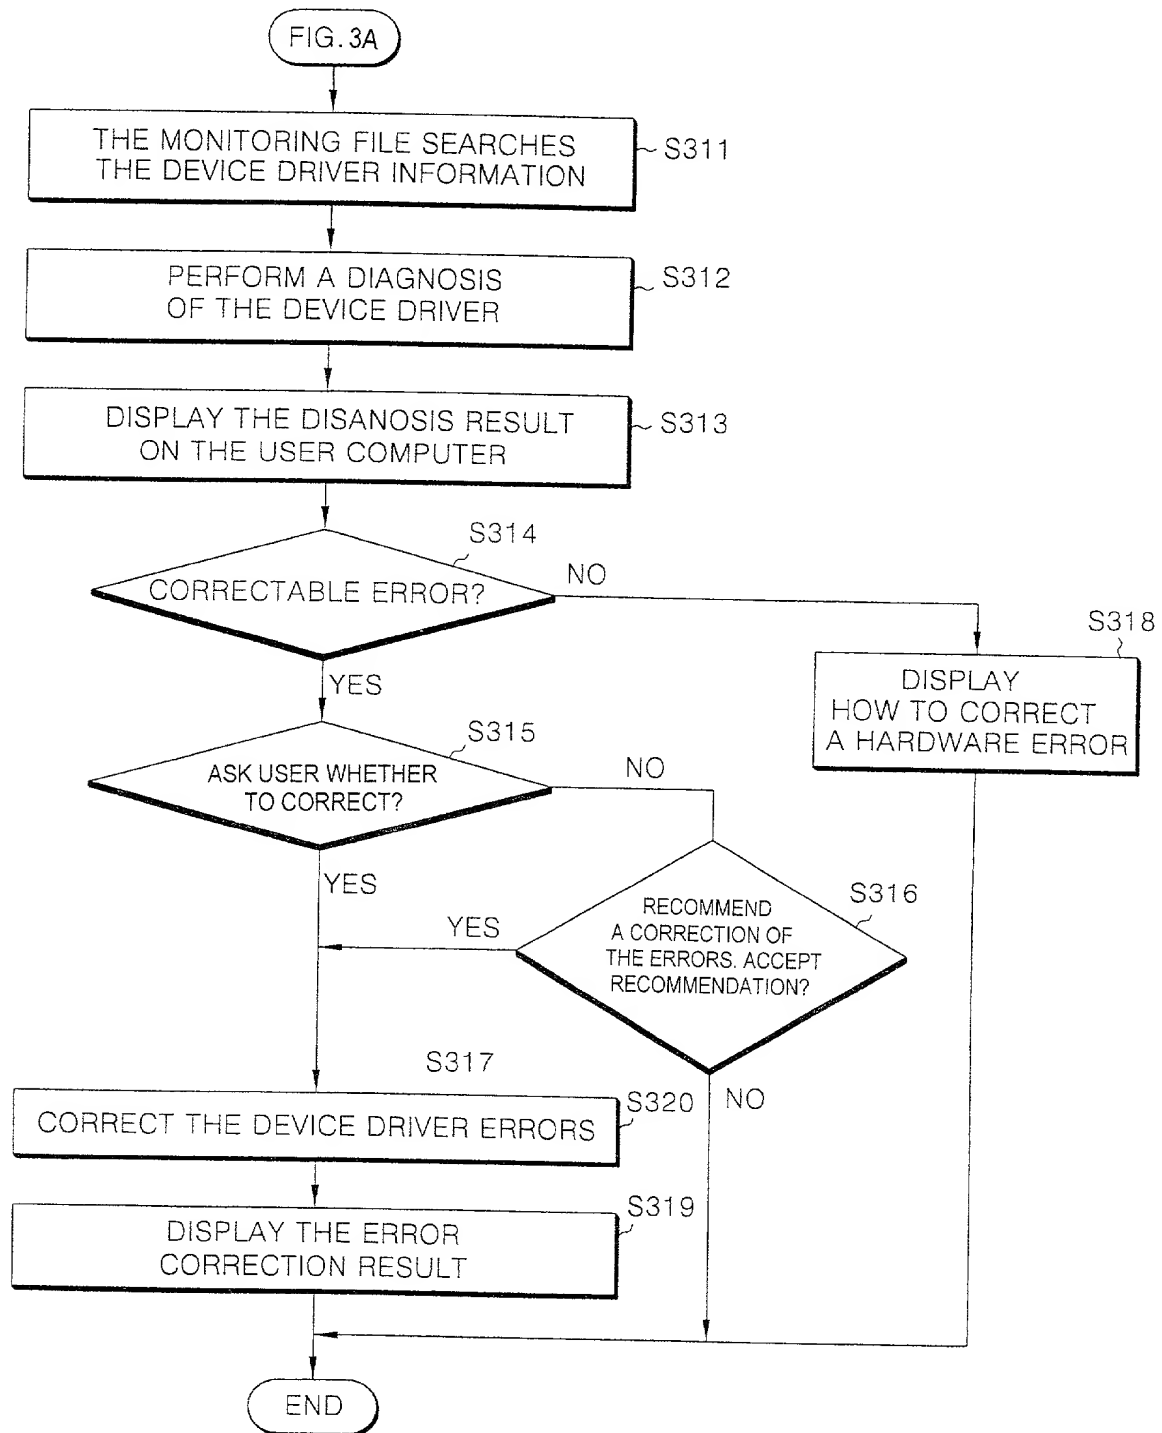 FIG.3A
THE MONITORING FILE SEARCHES
THE DEVICE DRIVER INFORMATION
S311
PERFORM A DIAGNOSIS
OF THE DEVICE DRIVER
S312
DISPLAY THE DISANOSIS RESULT
ON THE USER COMPUTER
S313
S314
CORRECTABLE ERROR?
NO
S318
DISPLAY
HOW TO CORRECT
A HARDWARE ERROR
YES
S315
ASK USER WHETHER
TO CORRECT?
NO
YES
S316
RECOMMEND
A CORRECTION OF
THE ERRORS. ACCEPT
RECOMMENDATION?
YES
S317
NO
S320
CORRECT THE DEVICE DRIVER ERRORS
S319
DISPLAY THE ERROR
CORRECTION RESULT
END